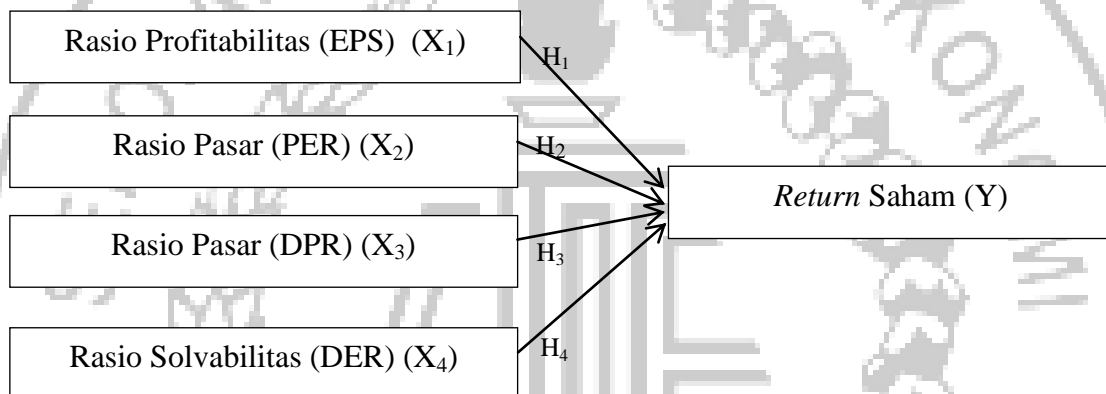 Rasio Profitabilitas (EPS) (X₁)
H₁
Rasio Pasar (PER) (X₂)
H₂
Return Saham (Y)
Rasio Pasar (DPR) (X₃)
H₃
Rasio Solvabilitas (DER) (X₄)
H₄